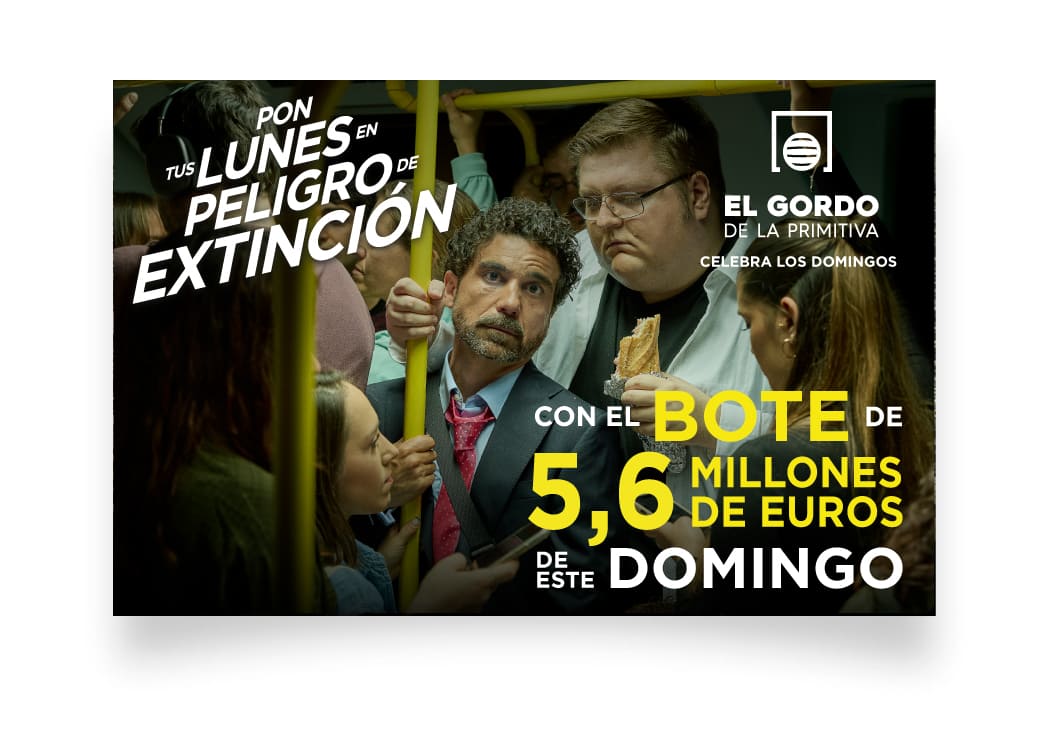 PON
TUS LUNES EN
PELIGRO DE
EXTINCIÓN
EL GORDO
DE LA PRIMITIVA
CELEBRA LOS DOMINGOS
CON EL BOTE DE
5,6 MILLONES
DE EUROS
DE ESTE DOMINGO